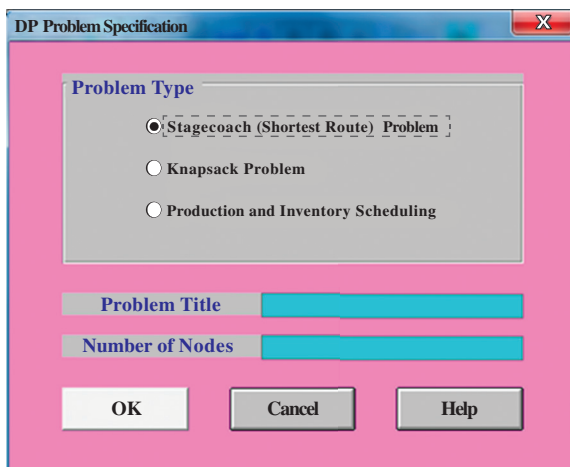 DP Problem Specification
X
Problem Type
Stagecoach (Shortest Route) Problem
Knapsack Problem
Production and Inventory Scheduling
Problem Title
Number of Nodes
OK Cancel Help